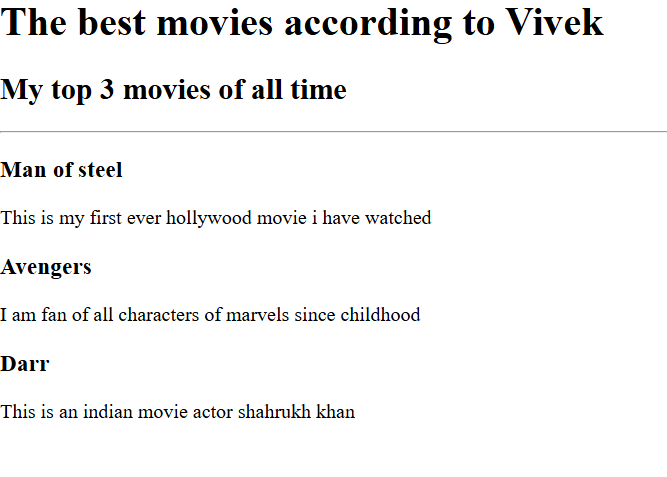 The best movies according to Vivek
My top 3 movies of all time
Man of steel
This is my first ever hollywood movie i have watched
Avengers
I am fan of all characters of marvels since childhood
Darr
This is an indian movie actor shahrukh khan